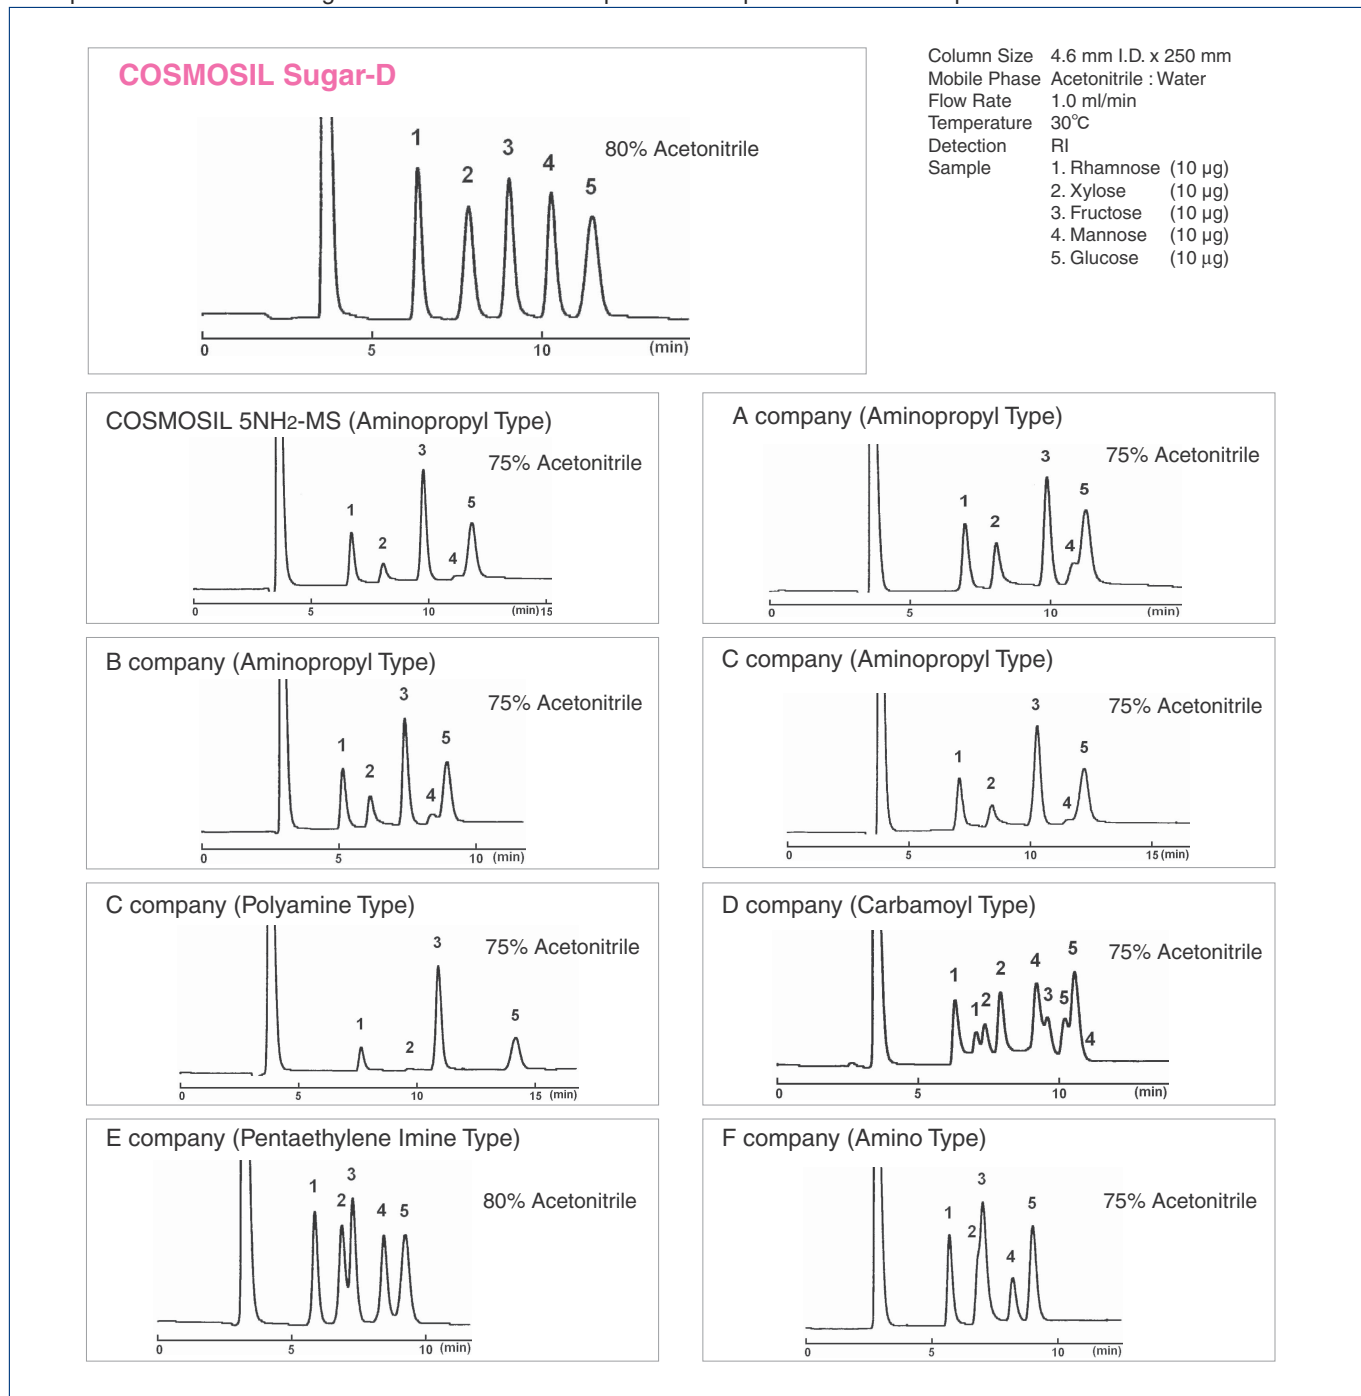 COSMOSIL Sugar-D
80% Acetonitrile
1 2 3 4 5
0 5 10 (min)
Column Size 4.6 mm I.D. x 250 mm
Mobile Phase Acetonitrile : Water
Flow Rate 1.0 ml/min
Temperature 30℃
Detection RI
Sample 1. Rhamnose (10 µg)
2. Xylose (10 µg)
3. Fructose (10 µg)
4. Mannose (10 µg)
5. Glucose (10 µg)
COSMOSIL 5NH2-MS (Aminopropyl Type)
75% Acetonitrile
1 2 3 4 5
0 5 10 (min) 15
A company (Aminopropyl Type)
75% Acetonitrile
1 2 3 4 5
0 5 10 (min)
B company (Aminopropyl Type)
75% Acetonitrile
1 2 3 4 5
0 5 10 (min)
C company (Aminopropyl Type)
75% Acetonitrile
1 2 3 4 5
0 5 10 15 (min)
C company (Polyamine Type)
75% Acetonitrile
1 2 3 5
0 5 10 15 (min)
D company (Carbamoyl Type)
75% Acetonitrile
1 1 2 2 4 3 5 5 4
0 5 10 (min)
E company (Pentaethylene Imine Type)
80% Acetonitrile
1 2 3 4 5
0 5 10 (min)
F company (Amino Type)
75% Acetonitrile
1 2 3 4 5
0 5 10 (min)